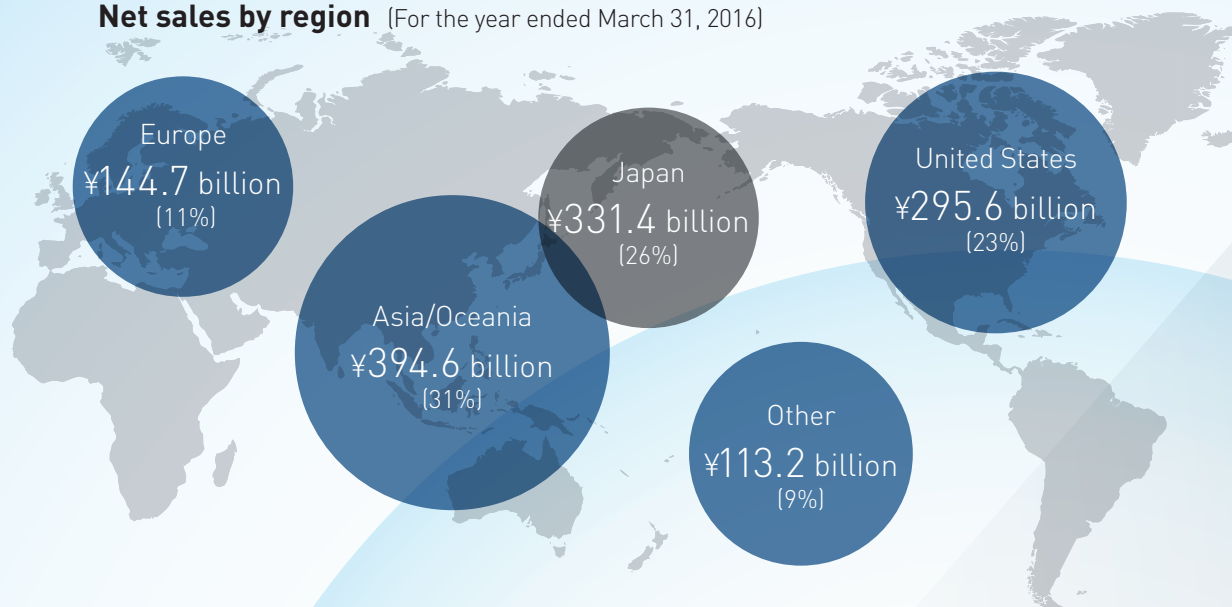 Net sales by region (For the year ended March 31, 2016)
Europe
¥144.7 billion
(11%)
Japan
¥331.4 billion
(26%)
United States
¥295.6 billion
(23%)
Asia/Oceania
¥394.6 billion
(31%)
Other
¥113.2 billion
(9%)